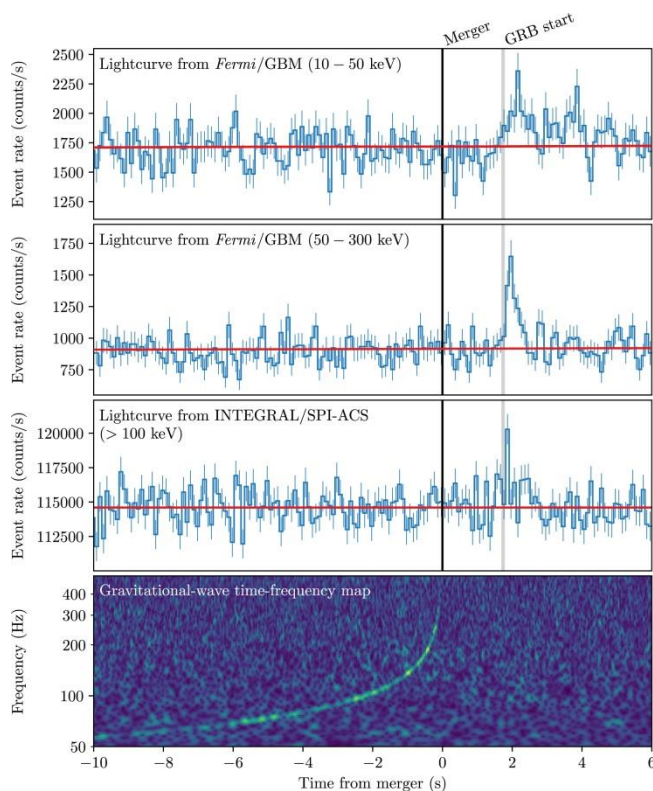 Merger
GRB start
2500
2250
2000
1750
1500
1250
Event rate (counts/s)
Lightcurve from Fermi/GBM (10 − 50 keV)
1750
1500
1250
1000
750
Event rate (counts/s)
Lightcurve from Fermi/GBM (50 − 300 keV)
120000
117500
115000
112500
Event rate (counts/s)
Lightcurve from INTEGRAL/SPI-ACS
(> 100 keV)
400
300
200
100
50
Frequency (Hz)
Gravitational-wave time-frequency map
−10 −8 −6 −4 −2 0 2 4 6
Time from merger (s)